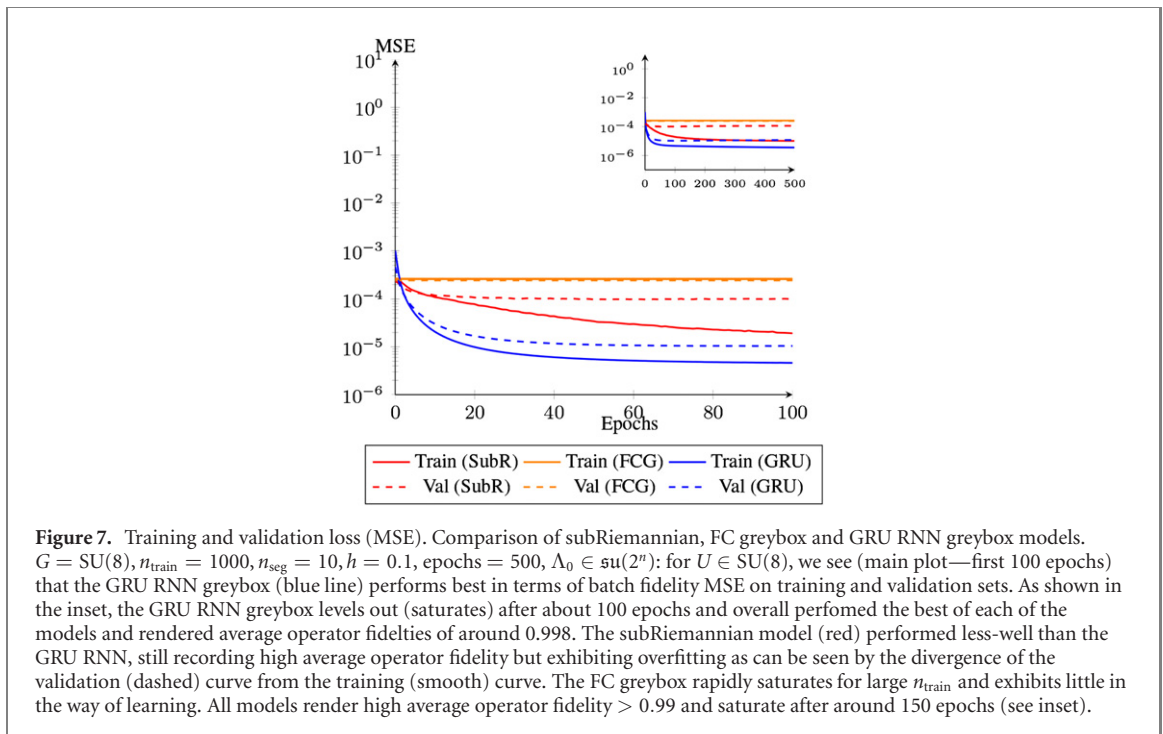 MSE
10^1
10^0
10^−1
10^−2
10^−3
10^−4
10^−5
10^−6
0 20 40 60 80 100
Epochs
10^0
10^−2
10^−4
10^−6
0 100 200 300 400 500
Train (SubR) Train (FCG) Train (GRU)
Val (SubR) Val (FCG) Val (GRU)
Figure 7. Training and validation loss (MSE). Comparison of subRiemannian, FC greybox and GRU RNN greybox models.
G = SU(8), n_train = 1000, n_seg = 10, h = 0.1, epochs = 500, Λ_0 ∈ 𝔰𝔲(2^n): for U ∈ SU(8), we see (main plot—first 100 epochs)
that the GRU RNN greybox (blue line) performs best in terms of batch fidelity MSE on training and validation sets. As shown in
the inset, the GRU RNN greybox levels out (saturates) after about 100 epochs and overall perfomed the best of each of the
models and rendered average operator fidelties of around 0.998. The subRiemannian model (red) performed less-well than the
GRU RNN, still recording high average operator fidelity but exhibiting overfitting as can be seen by the divergence of the
validation (dashed) curve from the training (smooth) curve. The FC greybox rapidly saturates for large n_train and exhibits little in
the way of learning. All models render high average operator fidelity > 0.99 and saturate after around 150 epochs (see inset).